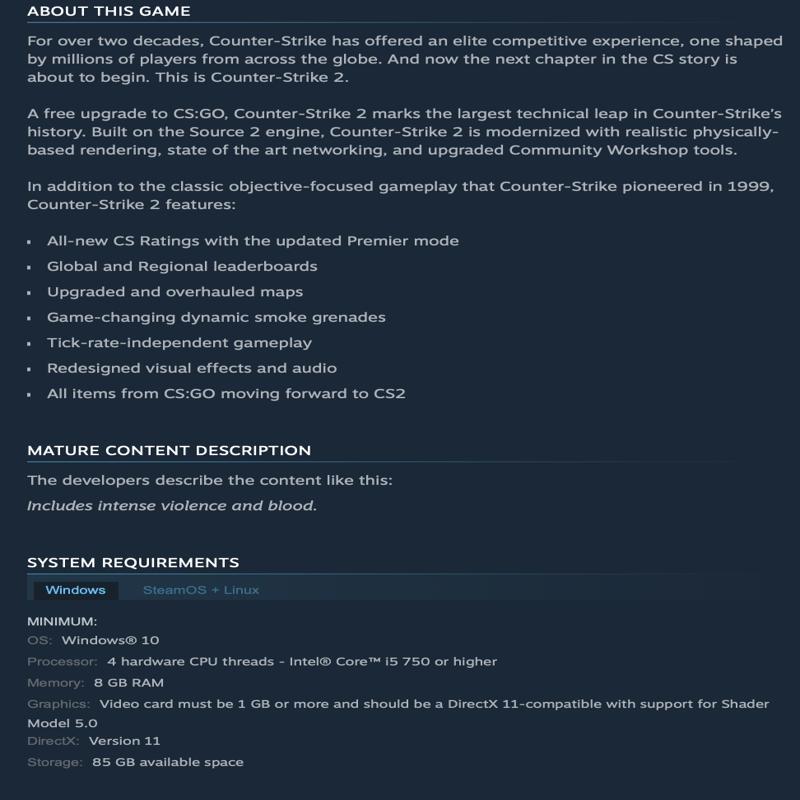 ABOUT THIS GAME
For over two decades, Counter-Strike has offered an elite competitive experience, one shaped
by millions of players from across the globe. And now the next chapter in the CS story is
about to begin. This is Counter-Strike 2.
A free upgrade to CS:GO, Counter-Strike 2 marks the largest technical leap in Counter-Strike's
history. Built on the Source 2 engine, Counter-Strike 2 is modernized with realistic physically-
based rendering, state of the art networking, and upgraded Community Workshop tools.
In addition to the classic objective-focused gameplay that Counter-Strike pioneered in 1999,
Counter-Strike 2 features:
▪ All-new CS Ratings with the updated Premier mode
▪ Global and Regional leaderboards
▪ Upgraded and overhauled maps
▪ Game-changing dynamic smoke grenades
▪ Tick-rate-independent gameplay
▪ Redesigned visual effects and audio
▪ All items from CS:GO moving forward to CS2
MATURE CONTENT DESCRIPTION
The developers describe the content like this:
Includes intense violence and blood.
SYSTEM REQUIREMENTS
Windows SteamOS + Linux
MINIMUM:
OS: Windows® 10
Processor: 4 hardware CPU threads - Intel® Core™ i5 750 or higher
Memory: 8 GB RAM
Graphics: Video card must be 1 GB or more and should be a DirectX 11-compatible with support for Shader
Model 5.0
DirectX: Version 11
Storage: 85 GB available space